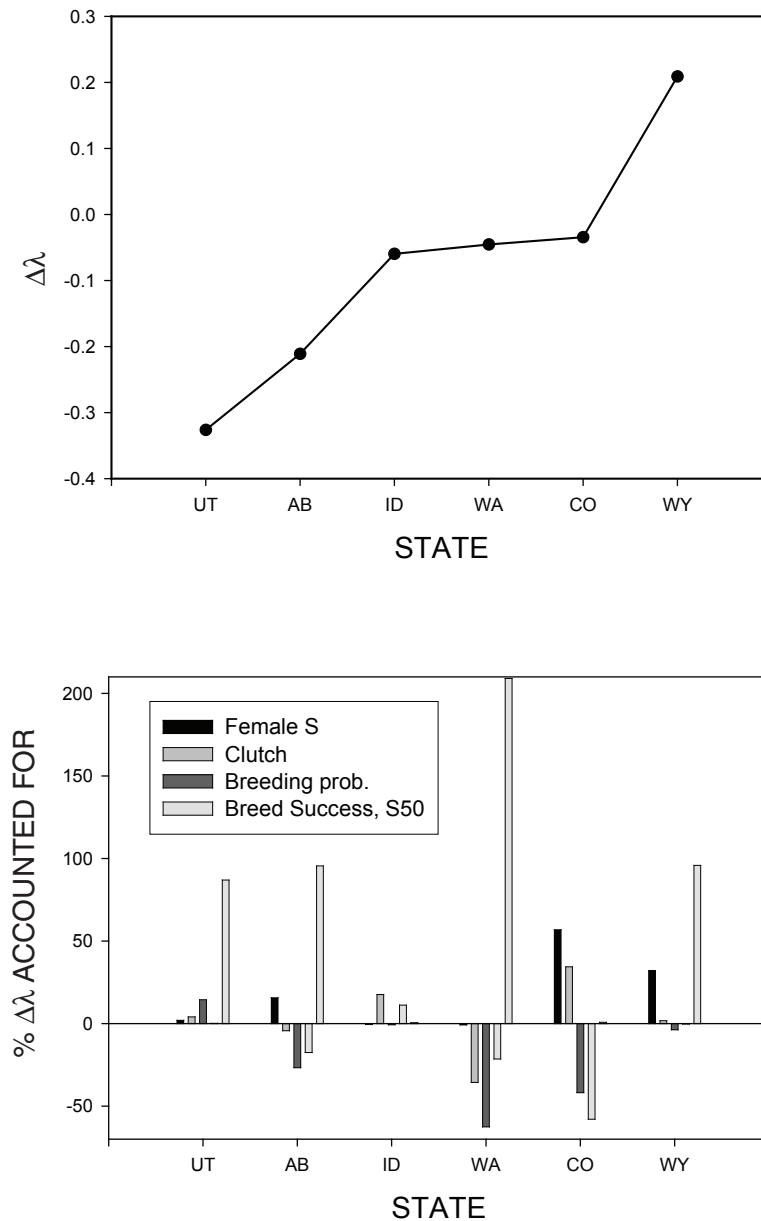 0.3
0.2
0.1
0.0
-0.1
-0.2
-0.3
-0.4
Δλ
UT AB ID WA CO WY
STATE
200
150
100
50
0
-50
% Δλ ACCOUNTED FOR
Female S
Clutch
Breeding prob.
Breed Success, S50
UT AB ID WA CO WY
STATE